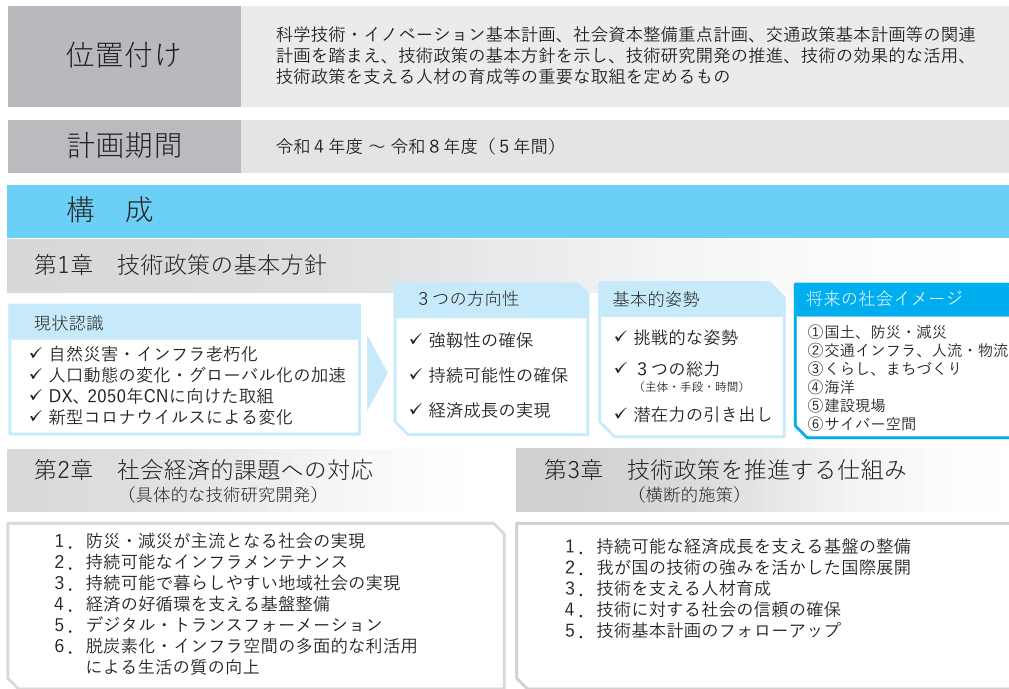 位置付け
科学技術・イノベーション基本計画、社会資本整備重点計画、交通政策基本計画等の関連
計画を踏まえ、技術政策の基本方針を示し、技術研究開発の推進、技術の効果的な活用、
技術政策を支える人材の育成等の重要な取組を定めるもの
計画期間
令和４年度 ～ 令和８年度（５年間）
構　成
第1章　技術政策の基本方針
現状認識
✓ 自然災害・インフラ老朽化
✓ 人口動態の変化・グローバル化の加速
✓ DX、2050年CNに向けた取組
✓ 新型コロナウイルスによる変化
３つの方向性
✓ 強靱性の確保
✓ 持続可能性の確保
✓ 経済成長の実現
基本的姿勢
✓ 挑戦的な姿勢
✓ ３つの総力
（主体・手段・時間）
✓ 潜在力の引き出し
将来の社会イメージ
①国土、防災・減災
②交通インフラ、人流・物流
③くらし、まちづくり
④海洋
⑤建設現場
⑥サイバー空間
第2章　社会経済的課題への対応
（具体的な技術研究開発）
１．防災・減災が主流となる社会の実現
２．持続可能なインフラメンテナンス
３．持続可能で暮らしやすい地域社会の実現
４．経済の好循環を支える基盤整備
５．デジタル・トランスフォーメーション
６．脱炭素化・インフラ空間の多面的な利活用
による生活の質の向上
第3章　技術政策を推進する仕組み
（横断的施策）
１．持続可能な経済成長を支える基盤の整備
２．我が国の技術の強みを活かした国際展開
３．技術を支える人材育成
４．技術に対する社会の信頼の確保
５．技術基本計画のフォローアップ